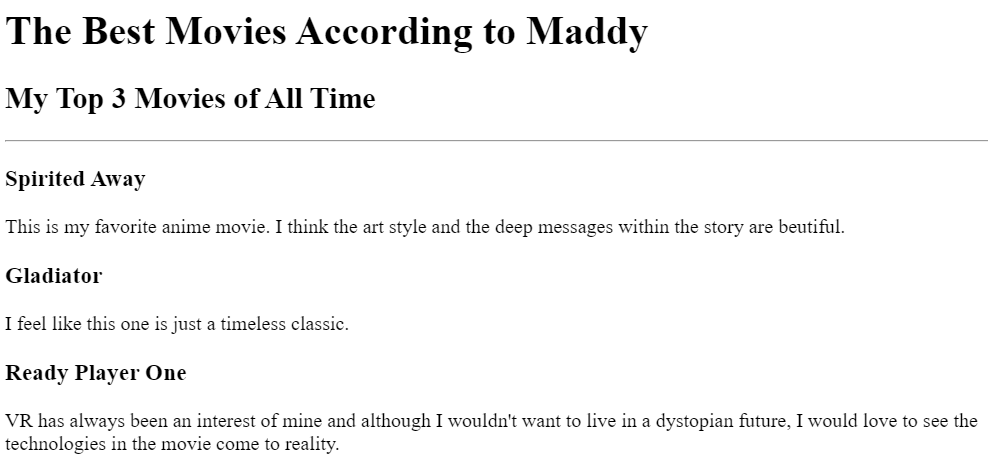 The Best Movies According to Maddy
My Top 3 Movies of All Time
Spirited Away
This is my favorite anime movie. I think the art style and the deep messages within the story are beutiful.
Gladiator
I feel like this one is just a timeless classic.
Ready Player One
VR has always been an interest of mine and although I wouldn't want to live in a dystopian future, I would love to see the
technologies in the movie come to reality.